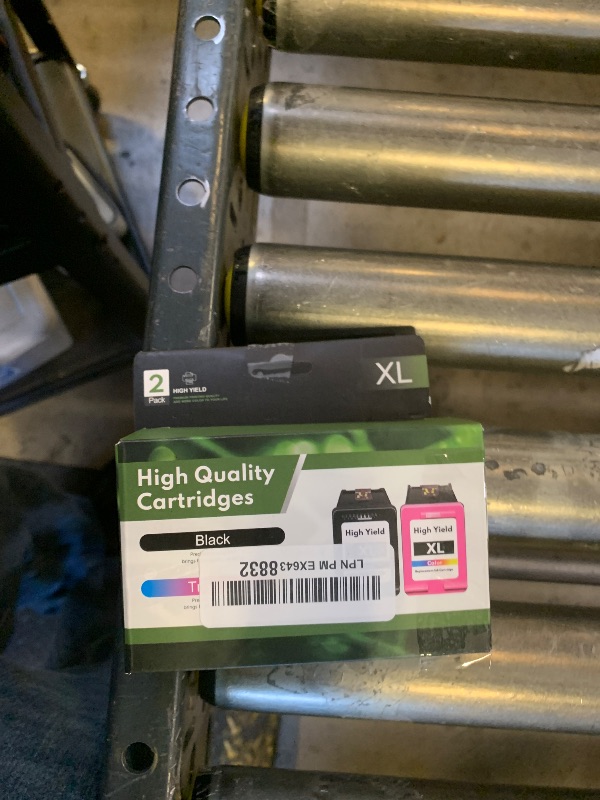 2
Pack
HIGH YIELD
XL
High Quality
Cartridges
Black
High Yield
High Yield
XL
Color
LPN PM EX643 8832